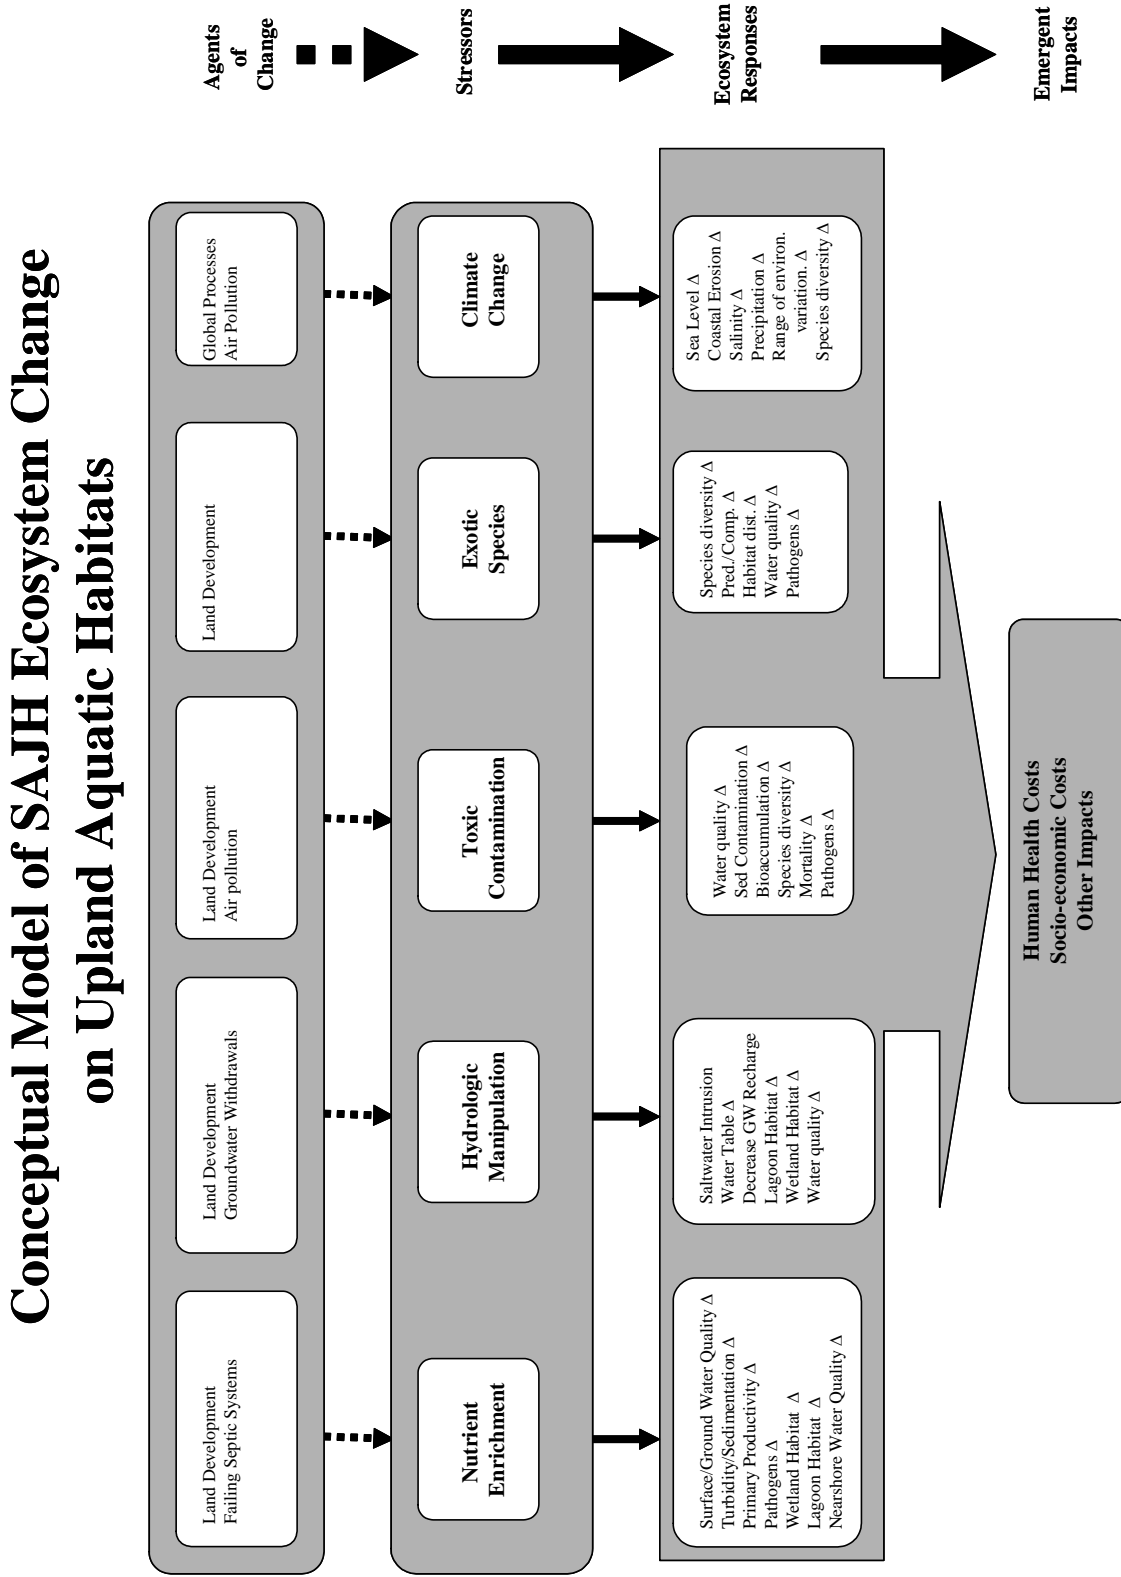 Conceptual Model of SAJH Ecosystem Change
on Upland Aquatic Habitats
Land Development
Failing Septic Systems
Land Development
Groundwater Withdrawals
Land Development
Air pollution
Land Development
Global Processes
Air Pollution
Agents
of
Change
Nutrient
Enrichment
Hydrologic
Manipulation
Toxic
Contamination
Exotic
Species
Climate
Change
Stressors
Surface/Ground Water Quality Δ
Turbidity/Sedimentation Δ
Primary Productivity Δ
Pathogens Δ
Wetland Habitat Δ
Lagoon Habitat Δ
Nearshore Water Quality Δ
Saltwater Intrusion
Water Table Δ
Decrease GW Recharge
Lagoon Habitat Δ
Wetland Habitat Δ
Water quality Δ
Water quality Δ
Sed Contamination Δ
Bioaccumulation Δ
Species diversity Δ
Mortality Δ
Pathogens Δ
Species diversity Δ
Pred./Comp. Δ
Habitat dist. Δ
Water quality Δ
Pathogens Δ
Sea Level Δ
Coastal Erosion Δ
Salinity Δ
Precipitation Δ
Range of environ.
variation. Δ
Species diversity Δ
Ecosystem
Responses
Human Health Costs
Socio-economic Costs
Other Impacts
Emergent
Impacts